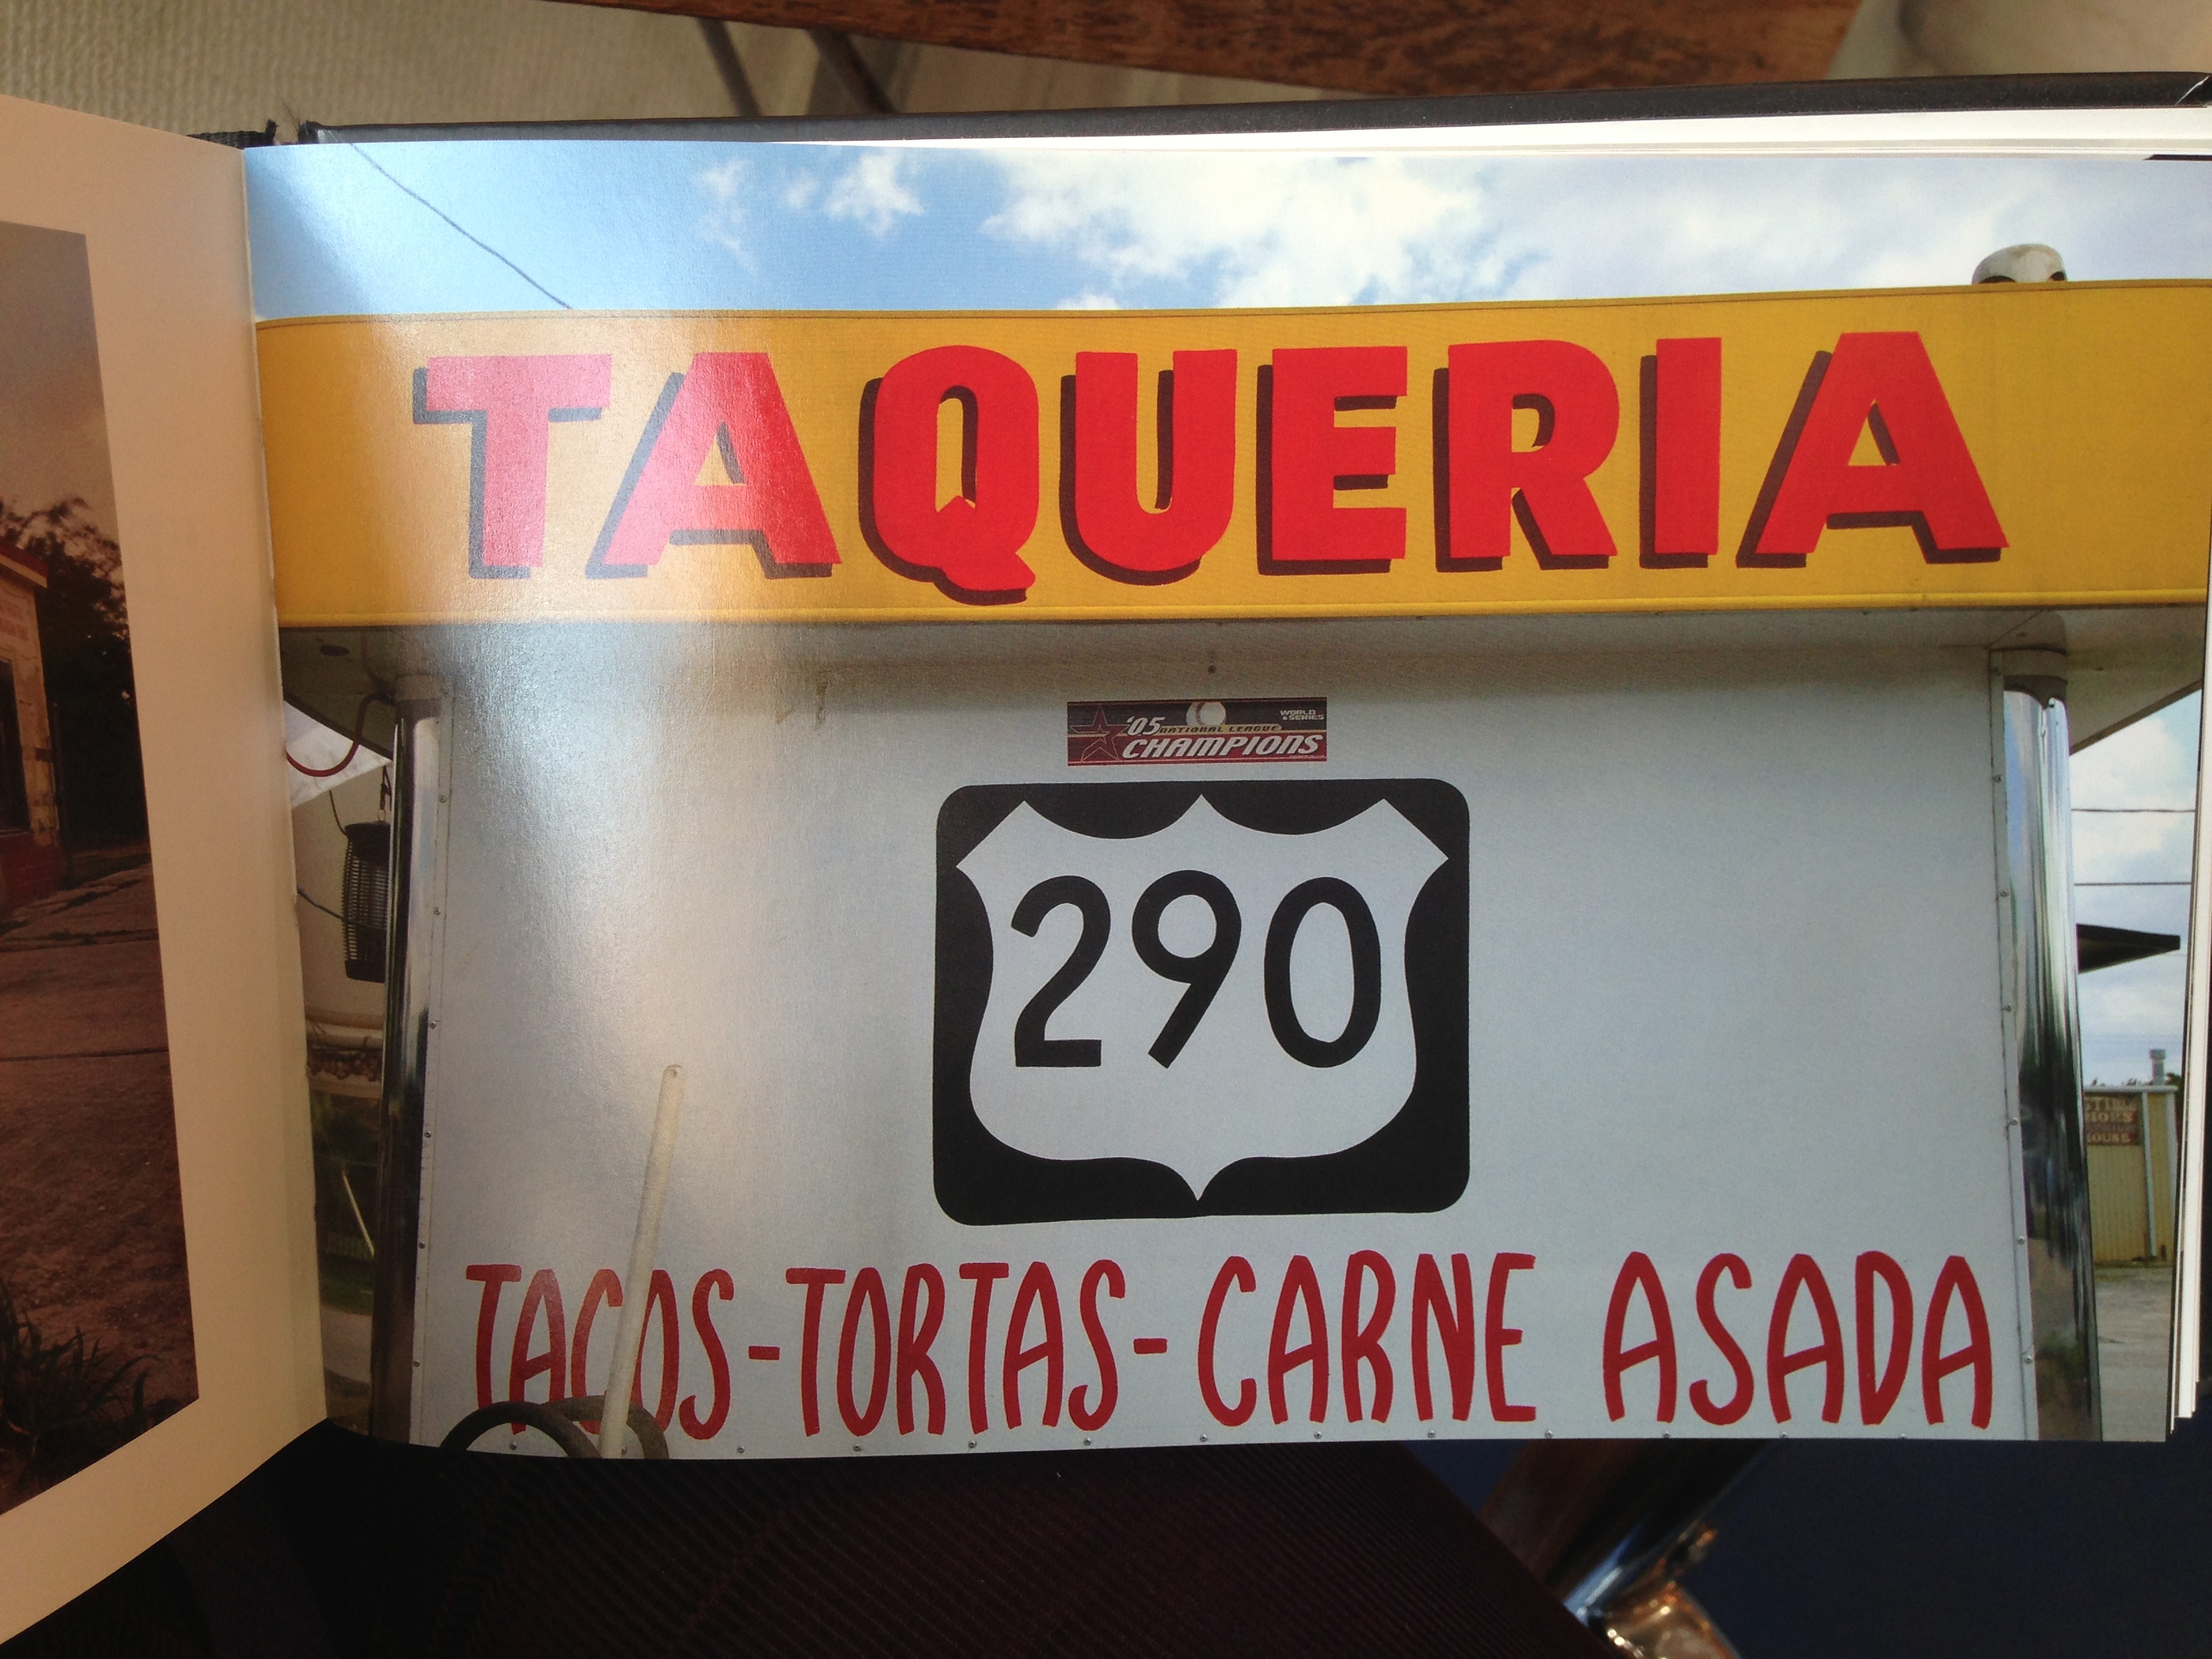 TAQUERIA
'05 NATIONAL LEAGUE
WORLD SERIES
CHAMPIONS
290
TACOS-TORTAS-CARNE ASADA